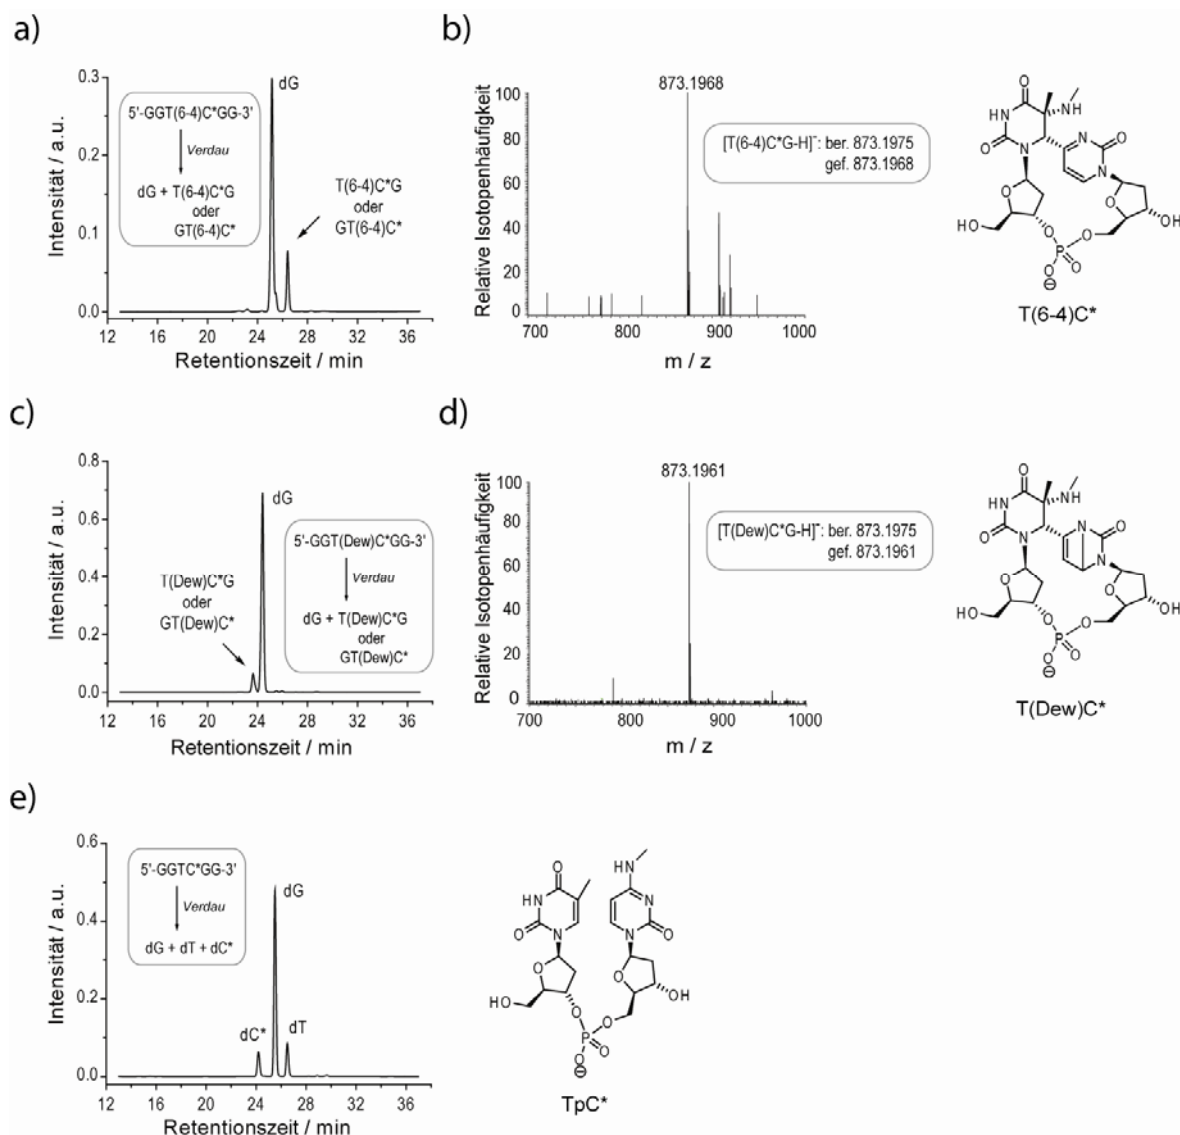 a)
Intensität / a.u.
0.3
0.2
0.1
0.0
12 18 24 30 36
Retentionszeit / min
5'-GGT(6-4)C*GG-3'
Verdau
dG + T(6-4)C*G
oder
GT(6-4)C*
dG
T(6-4)C*G
oder
GT(6-4)C*
b)
Relative Isotopenhäufigkeit
100
80
60
40
20
0
700 800 900 1000
m / z
873.1968
[T(6-4)C*G-H]⁻: ber. 873.1975
gef. 873.1968
O
NH
HN
O
N
N
O
N
O
O
HO
O
O
OH
P
O
O
⊖
T(6-4)C*
c)
Intensität / a.u.
0.8
0.6
0.4
0.2
0.0
12 16 20 24 28 32 36
Retentionszeit / min
dG
T(Dew)C*G
oder
GT(Dew)C*
5'-GGT(Dew)C*GG-3'
Verdau
dG + T(Dew)C*G
oder
GT(Dew)C*
d)
Relative Isotopenhäufigkeit
100
80
60
40
20
0
700 800 900 1000
m / z
873.1961
[T(Dew)C*G-H]⁻: ber. 873.1975
gef. 873.1961
T(Dew)C*
e)
Intensität / a.u.
0.6
0.4
0.2
0.0
12 16 20 24 28 32 36
Retentionszeit / min
5'-GGTC*GG-3'
Verdau
dG + dT + dC*
dG
dC*
dT
TpC*